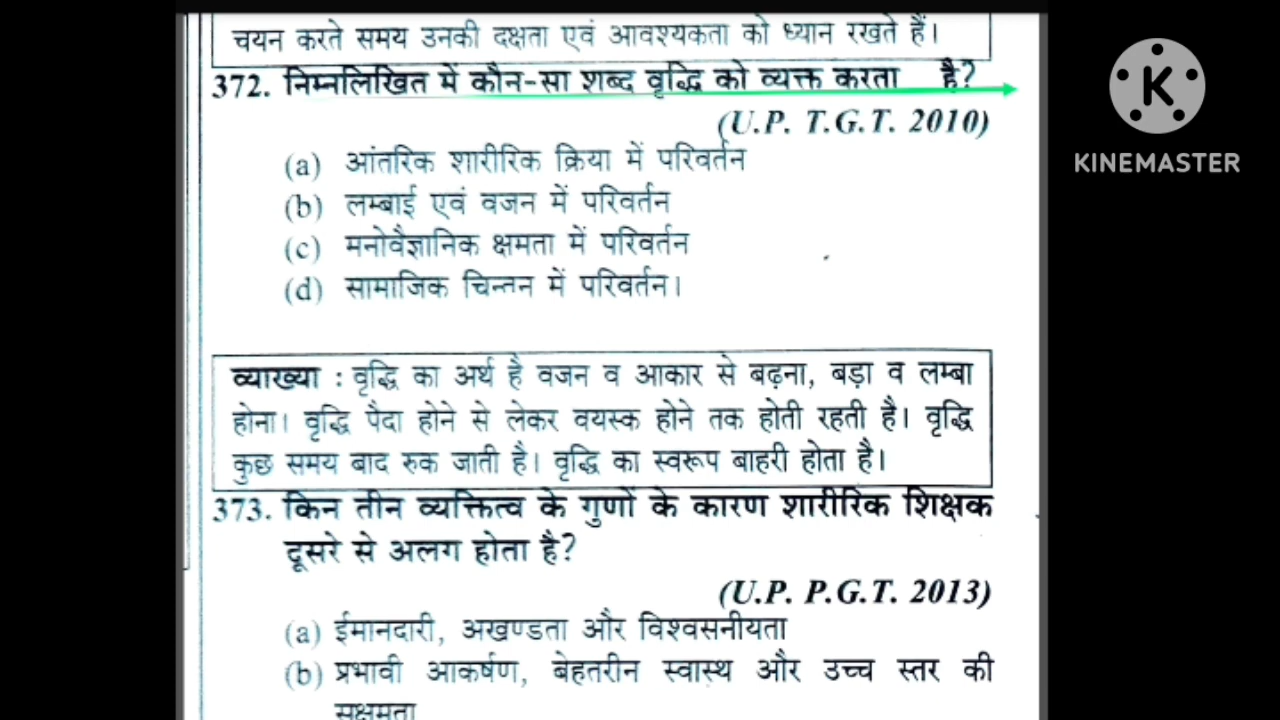 चयन करते समय उनकी दक्षता एवं आवश्यकता को ध्यान रखते हैं।
372. निम्नलिखित में कौन-सा शब्द वृद्धि को व्यक्त करता है?
(U.P. T.G.T. 2010)
(a) आंतरिक शारीरिक क्रिया में परिवर्तन
(b) लम्बाई एवं वजन में परिवर्तन
(c) मनोवैज्ञानिक क्षमता में परिवर्तन
(d) सामाजिक चिन्तन में परिवर्तन।
व्याख्या : वृद्धि का अर्थ है वजन व आकार से बढ़ना, बड़ा व लम्बा
होना। वृद्धि पैदा होने से लेकर वयस्क होने तक होती रहती है। वृद्धि
कुछ समय बाद रुक जाती है। वृद्धि का स्वरूप बाहरी होता है।
373. किन तीन व्यक्तित्व के गुणों के कारण शारीरिक शिक्षक
दूसरे से अलग होता है?
(U.P. P.G.T. 2013)
(a) ईमानदारी, अखण्डता और विश्वसनीयता
(b) प्रभावी आकर्षण, बेहतरीन स्वास्थ और उच्च स्तर की
सक्षमता
K
KINEMASTER